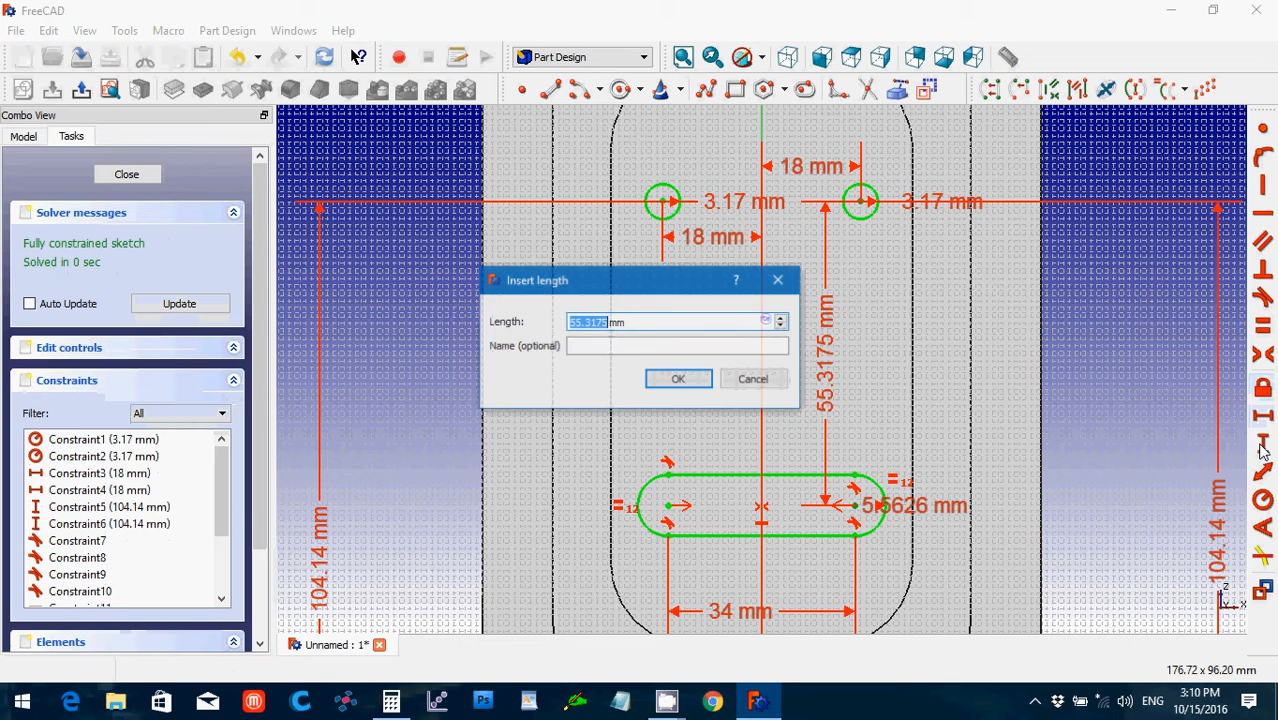 FreeCAD
File Edit View Tools Macro Part Design Windows Help
Part Design
Combo View
Model Tasks
Close
Solver messages
Fully constrained sketch
Solved in 0 sec
Auto Update Update
Edit controls
Constraints
Filter: All
Constraint1 (3.17 mm)
Constraint2 (3.17 mm)
Constraint3 (18 mm)
Constraint4 (18 mm)
Constraint5 (104.14 mm)
Constraint6 (104.14 mm)
Constraint7
Constraint8
Constraint9
Constraint10
Constraint11
Elements
18 mm
3.17 mm
3.17 mm
18 mm
55.3175 mm
104.14 mm
104.14 mm
12
12
5.5626 mm
34 mm
Insert length
?
Length: 55.3175 mm
Name (optional)
OK Cancel
Z
X
Unnamed : 1*
176.72 x 96.20 mm
Ps
ENG
3:10 PM
10/15/2016